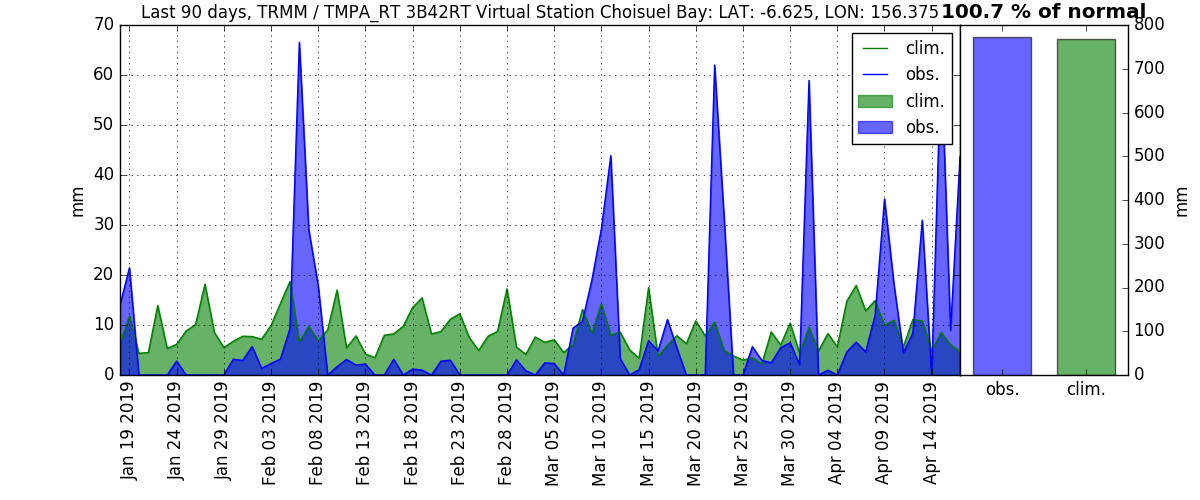 Last 90 days, TRMM / TMPA_RT 3B42RT Virtual Station Choisuel Bay: LAT: -6.625, LON: 156.375 100.7 % of normal
70
60
50
40
30
20
10
0
mm
clim.
obs.
clim.
obs.
800
700
600
500
400
300
200
100
0
mm
Jan 19 2019
Jan 24 2019
Jan 29 2019
Feb 03 2019
Feb 08 2019
Feb 13 2019
Feb 18 2019
Feb 23 2019
Feb 28 2019
Mar 05 2019
Mar 10 2019
Mar 15 2019
Mar 20 2019
Mar 25 2019
Mar 30 2019
Apr 04 2019
Apr 09 2019
Apr 14 2019
obs.
clim.